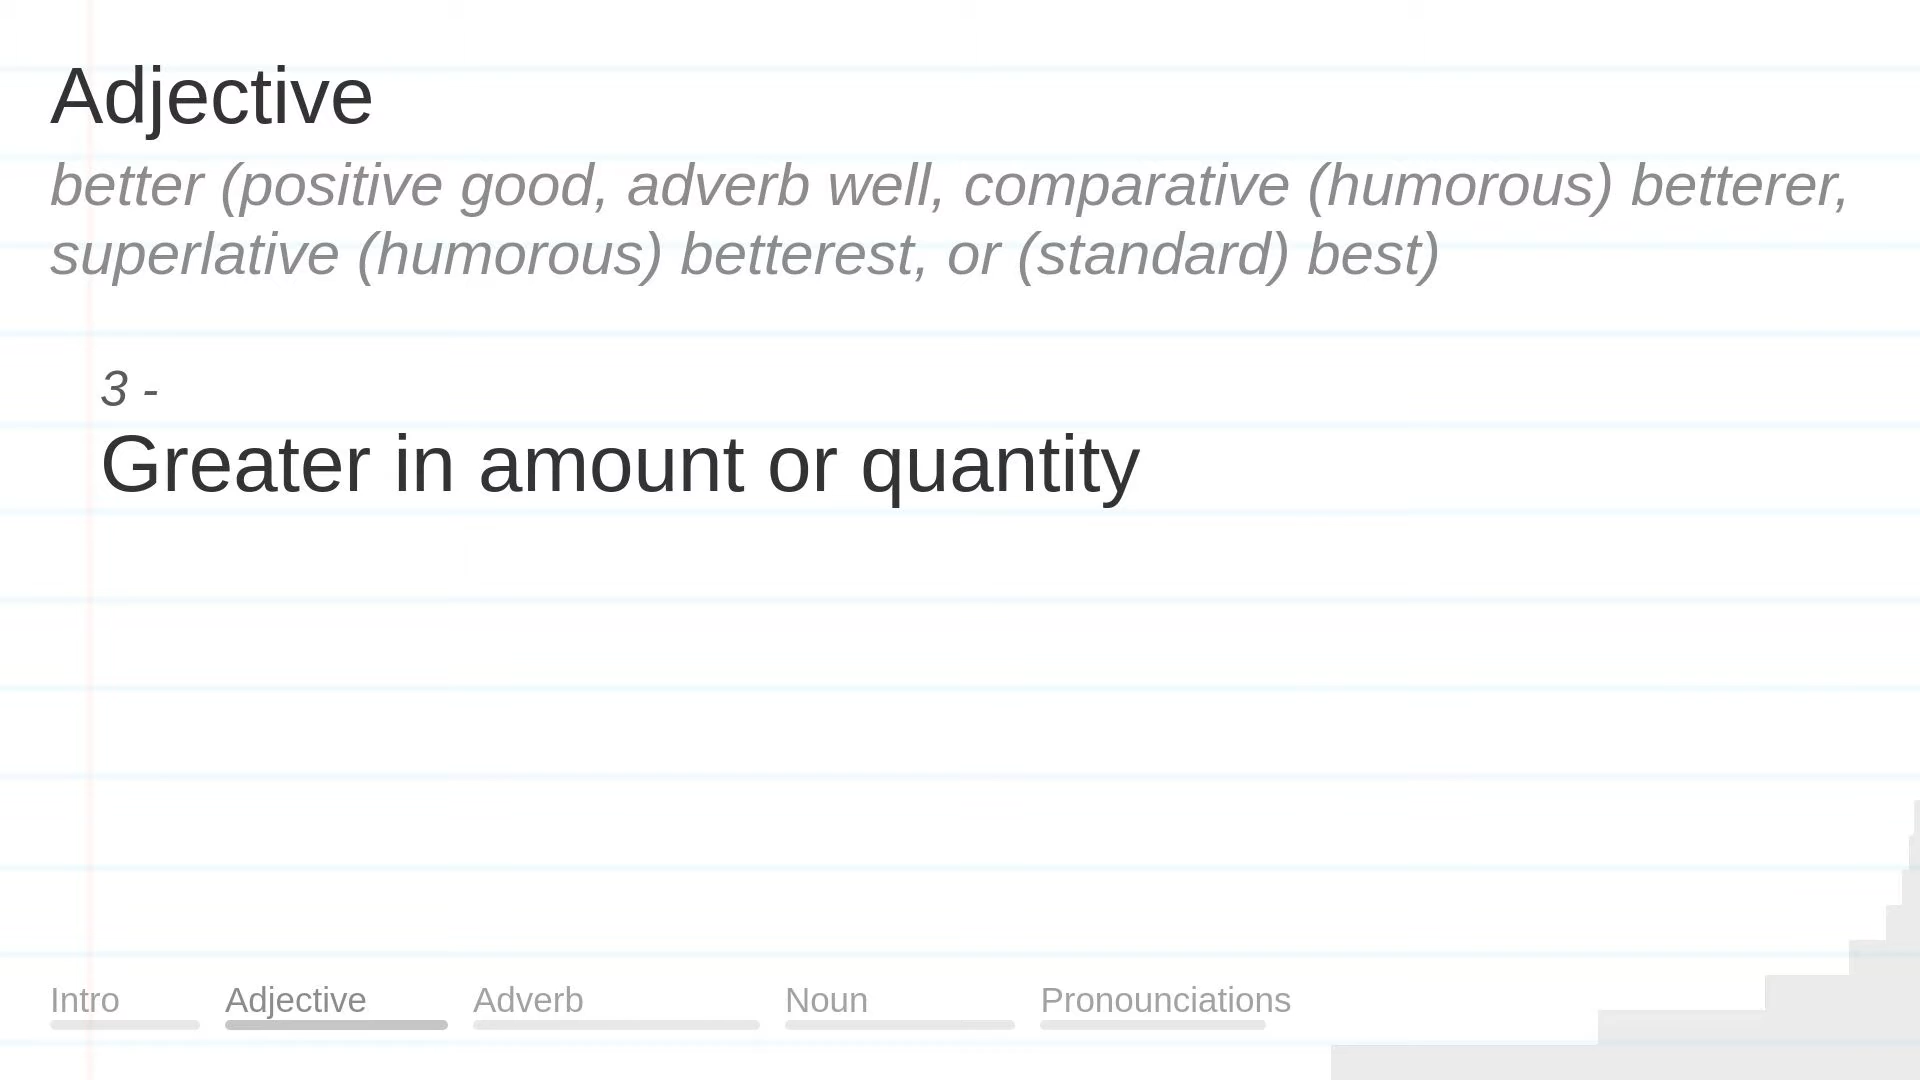 Adjective
better (positive good, adverb well, comparative (humorous) betterer,
superlative (humorous) betterest, or (standard) best)
3 -
Greater in amount or quantity
Intro
Adjective
Adverb
Noun
Pronounciations